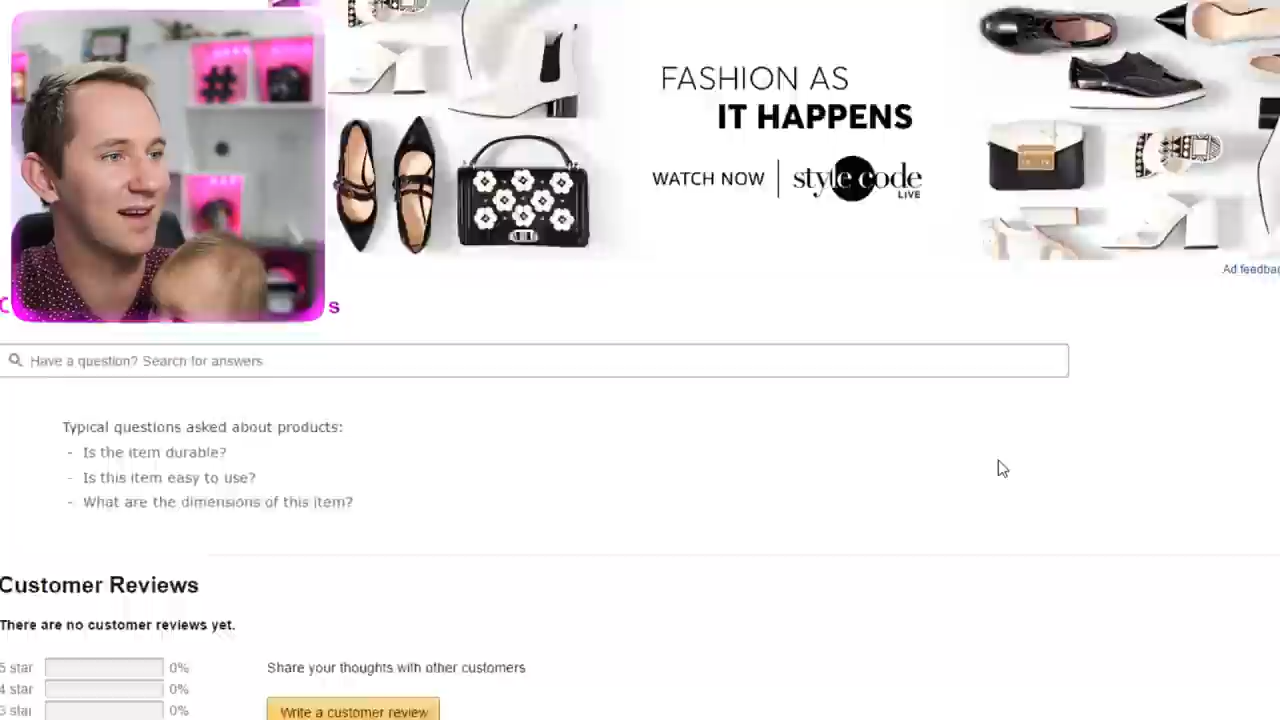 FASHION AS
IT HAPPENS
WATCH NOW | style code
LIVE
Ad feedba
s
Have a question? Search for answers
Typical questions asked about products:
- Is the item durable?
- Is this item easy to use?
- What are the dimensions of this item?
Customer Reviews
There are no customer reviews yet.
5 star 0%
4 star 0%
3 star 0%
Share your thoughts with other customers
Write a customer review